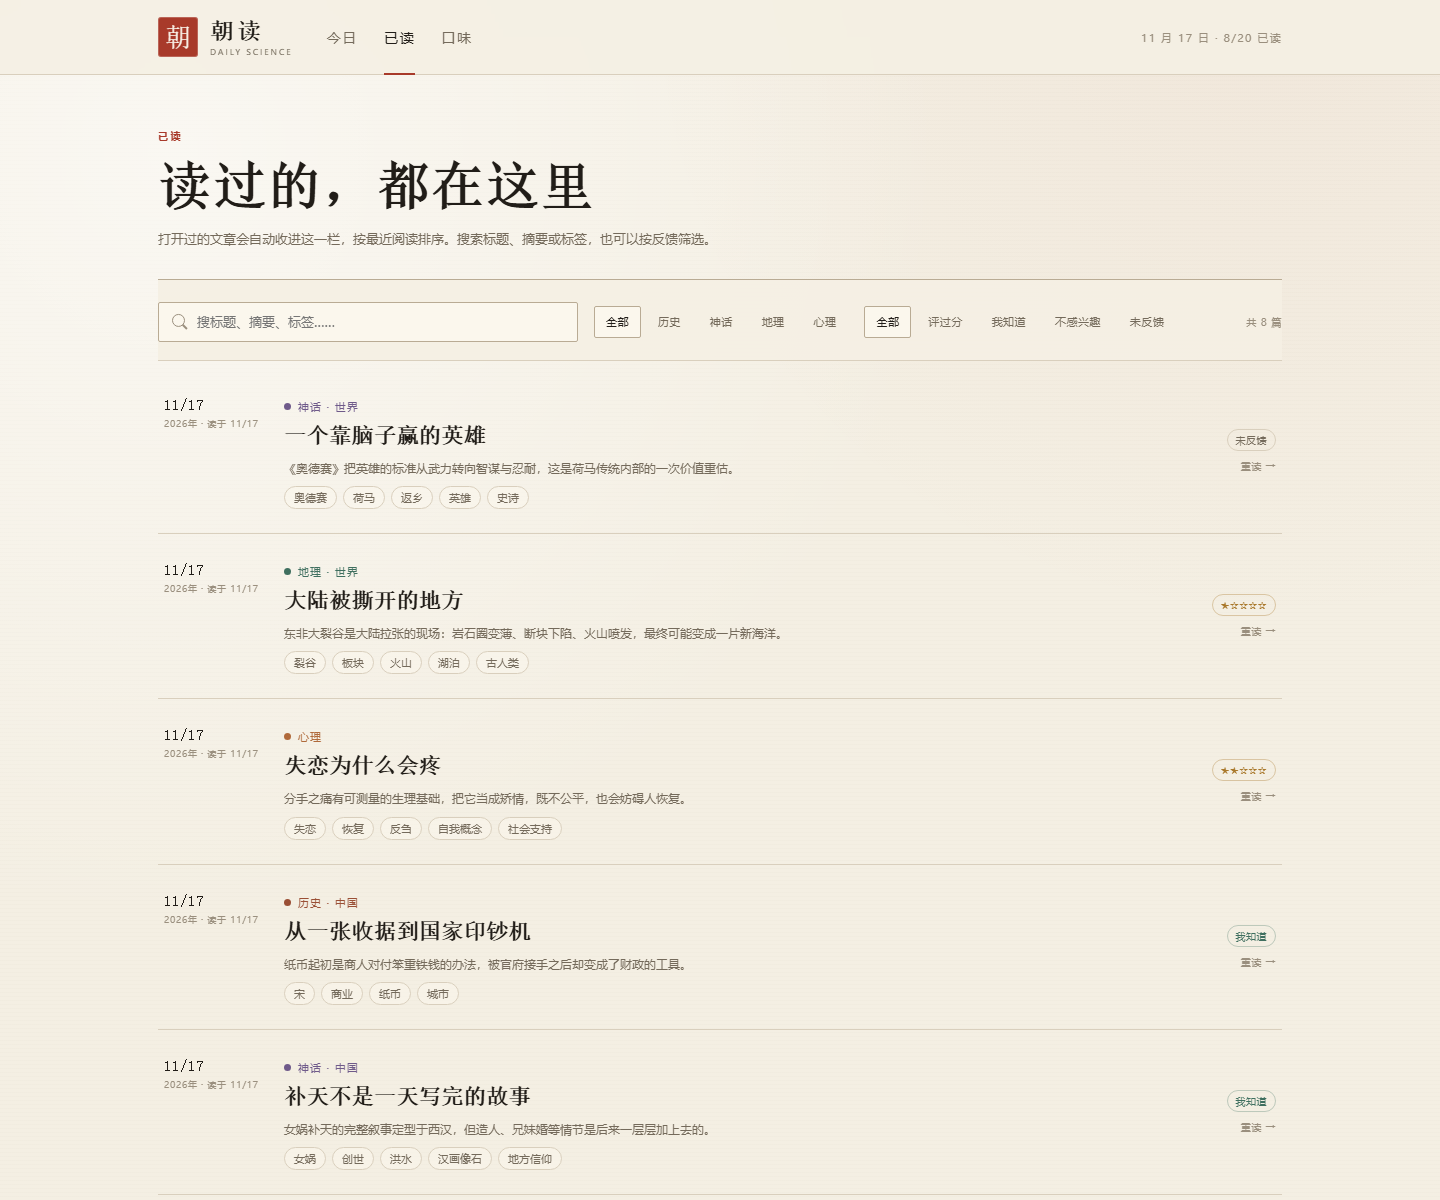 朝 朝读 今日 已读 口味 11 月 17 日 · 8/20 已读
DAILY SCIENCE
已读
读过的，都在这里
打开过的文章会自动收进这一栏，按最近阅读排序。搜索标题、摘要或标签，也可以按反馈筛选。
搜标题、摘要、标签…… 全部 历史 神话 地理 心理 全部 评过分 我知道 不感兴趣 未反馈 共 8 篇
11/17 神话 · 世界
2026年 · 读于 11/17
一个靠脑子赢的英雄
未反馈
《奥德赛》把英雄的标准从武力转向智谋与忍耐，这是荷马传统内部的一次价值重估。
重读 →
奥德赛 荷马 返乡 英雄 史诗
11/17 地理 · 世界
2026年 · 读于 11/17
大陆被撕开的地方
★☆☆☆☆
东非大裂谷是大陆拉张的现场：岩石圈变薄、断块下陷、火山喷发，最终可能变成一片新海洋。
重读 →
裂谷 板块 火山 湖泊 古人类
11/17 心理
2026年 · 读于 11/17
失恋为什么会疼
★★☆☆☆
分手之痛有可测量的生理基础，把它当成矫情，既不公平，也会妨碍人恢复。
重读 →
失恋 恢复 反刍 自我概念 社会支持
11/17 历史 · 中国
2026年 · 读于 11/17
从一张收据到国家印钞机
我知道
纸币起初是商人对付笨重铁钱的办法，被官府接手之后却变成了财政的工具。
重读 →
宋 商业 纸币 城市
11/17 神话 · 中国
2026年 · 读于 11/17
补天不是一天写完的故事
我知道
女娲补天的完整叙事定型于西汉，但造人、兄妹婚等情节是后来一层层加上去的。
重读 →
女娲 创世 洪水 汉画像石 地方信仰